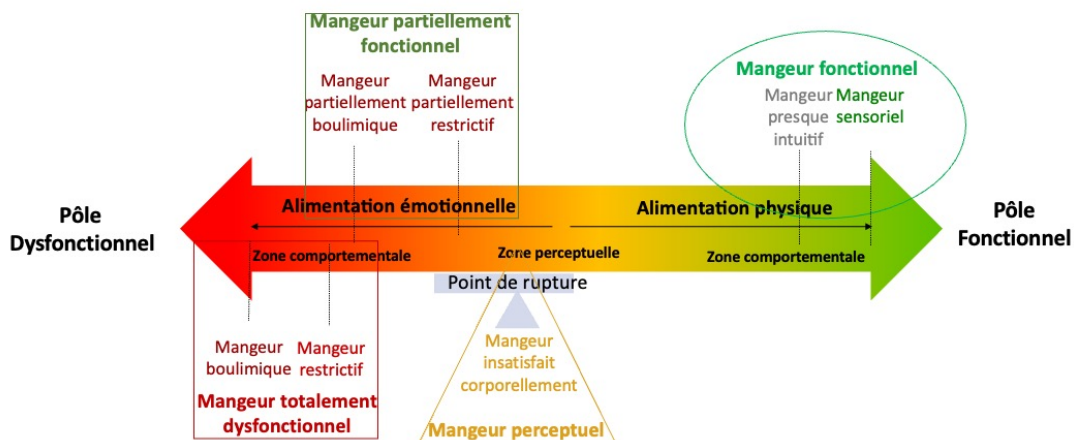 Mangeur partiellement
fonctionnel
Mangeur
partiellement
boulimique
Mangeur
partiellement
restrictif
Mangeur fonctionnel
Mangeur
presque
intuitif
Mangeur
sensoriel
Pôle
Dysfonctionnel
Alimentation émotionnelle
Alimentation physique
Pôle
Fonctionnel
Zone comportementale
Zone perceptuelle
Zone comportementale
Point de rupture
Mangeur
boulimique
Mangeur
restrictif
Mangeur totalement
dysfonctionnel
Mangeur
insatisfait
corporellement
Mangeur perceptuel